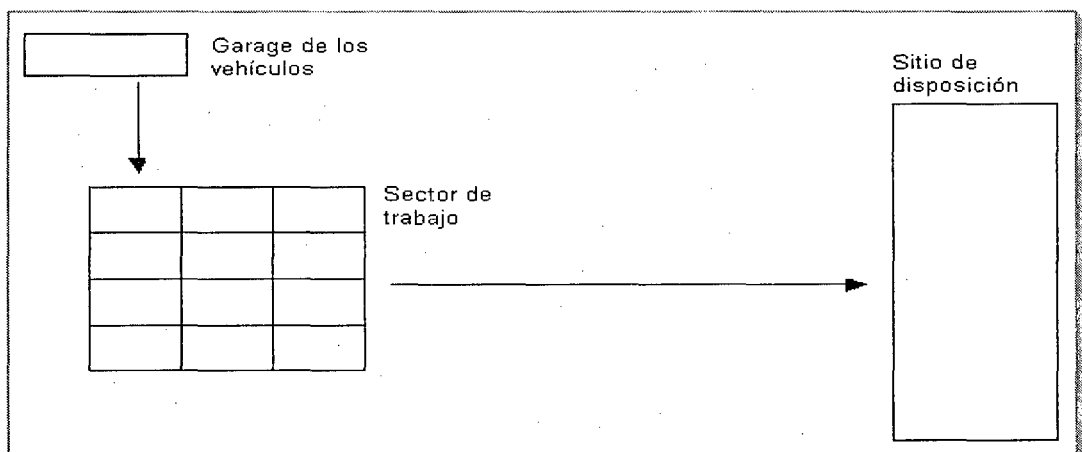 Garage de los
vehículos
Sitio de
disposición
Sector de
trabajo